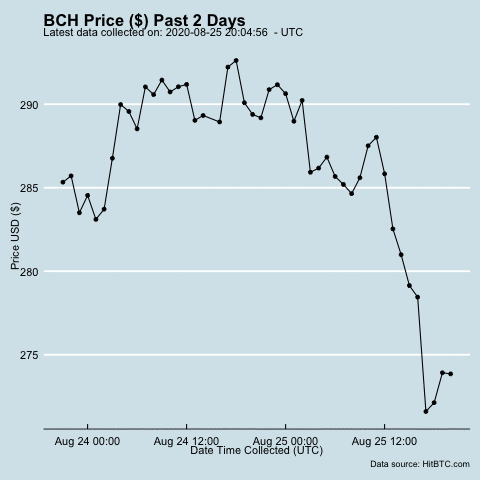 BCH Price ($) Past 2 Days
Latest data collected on: 2020-08-25 20:04:56 - UTC
290
285
280
275
Price USD ($)
Aug 24 00:00 Aug 24 12:00 Aug 25 00:00 Aug 25 12:00
Date Time Collected (UTC)
Data source: HitBTC.com